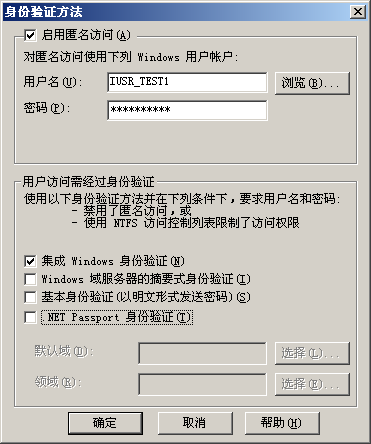 身份验证方法
启用匿名访问(A)
对匿名访问使用下列 Windows 用户帐户:
用户名(U): IUSR_TEST1 浏览(B)...
密码(P): **********
用户访问需经过身份验证
使用以下身份验证方法并在下列条件下，要求用户名和密码:
- 禁用了匿名访问，或
- 使用 NTFS 访问控制列表限制了访问权限
集成 Windows 身份验证(N)
Windows 域服务器的摘要式身份验证(I)
基本身份验证(以明文形式发送密码)(S)
.NET Passport 身份验证(T)
默认域(D): 选择(L)...
领域(R): 选择(E)...
确定 取消 帮助(H)